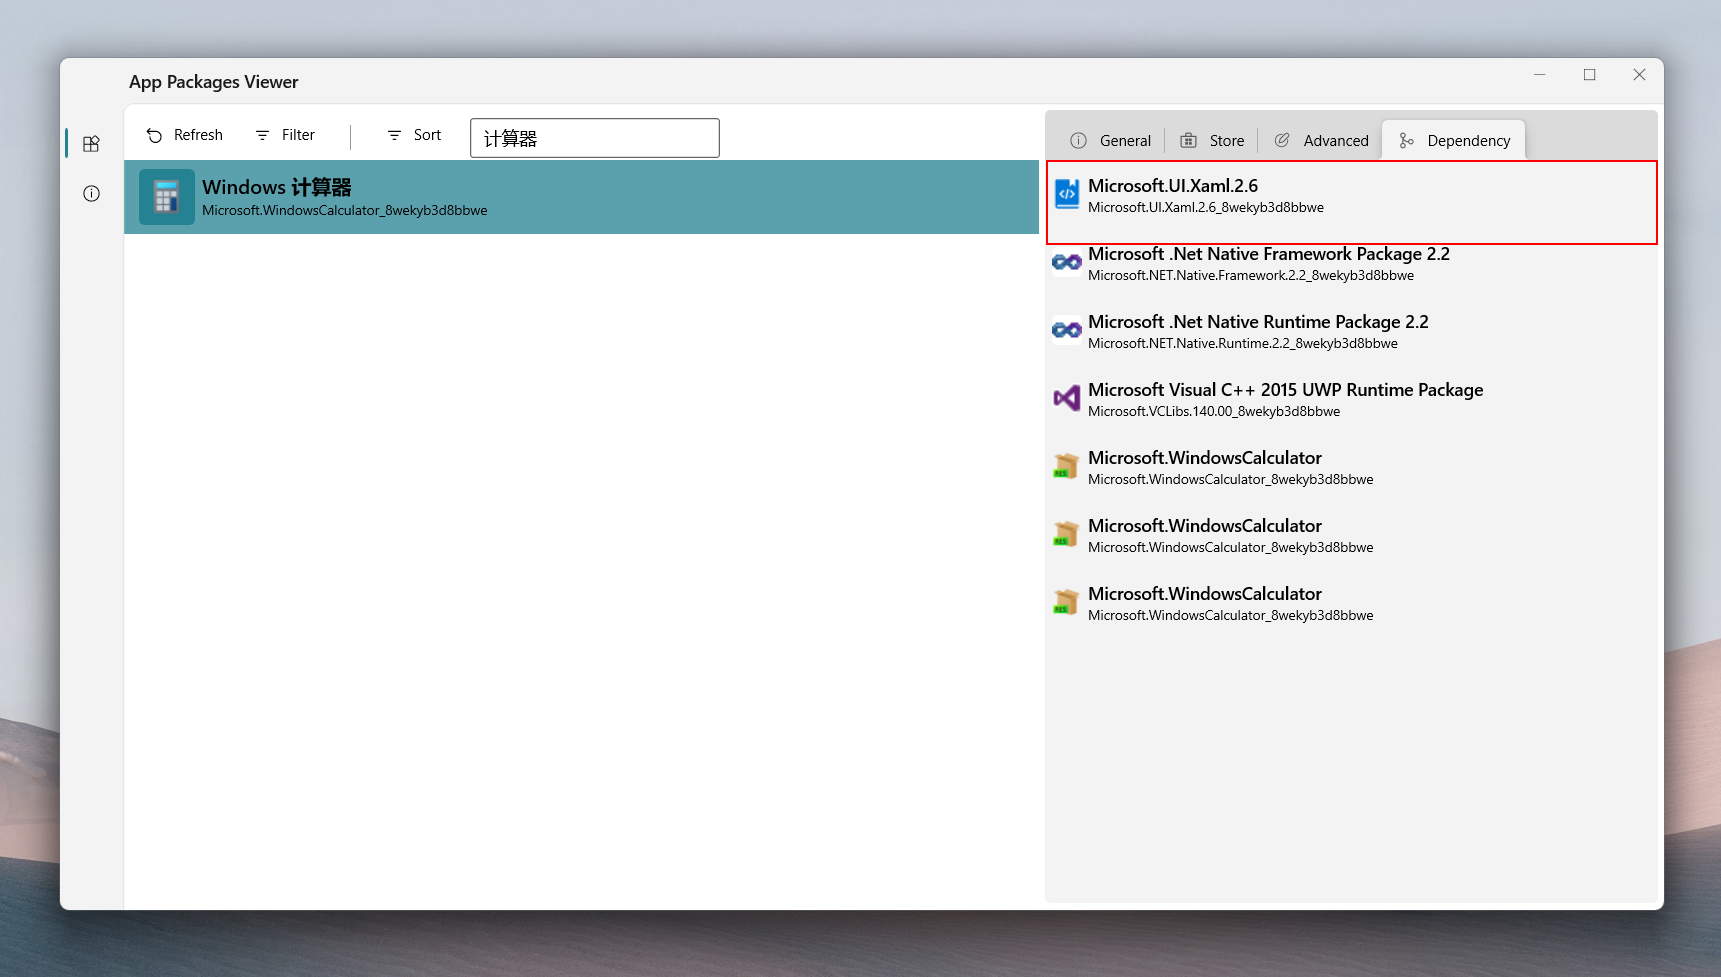 App Packages Viewer
Refresh
Filter
Sort
计算器
Windows 计算器
Microsoft.WindowsCalculator_8wekyb3d8bbwe
General
Store
Advanced
Dependency
Microsoft.UI.Xaml.2.6
Microsoft.UI.Xaml.2.6_8wekyb3d8bbwe
Microsoft .Net Native Framework Package 2.2
Microsoft.NET.Native.Framework.2.2_8wekyb3d8bbwe
Microsoft .Net Native Runtime Package 2.2
Microsoft.NET.Native.Runtime.2.2_8wekyb3d8bbwe
Microsoft Visual C++ 2015 UWP Runtime Package
Microsoft.VCLibs.140.00_8wekyb3d8bbwe
RES
Microsoft.WindowsCalculator
Microsoft.WindowsCalculator_8wekyb3d8bbwe
RES
Microsoft.WindowsCalculator
Microsoft.WindowsCalculator_8wekyb3d8bbwe
RES
Microsoft.WindowsCalculator
Microsoft.WindowsCalculator_8wekyb3d8bbwe